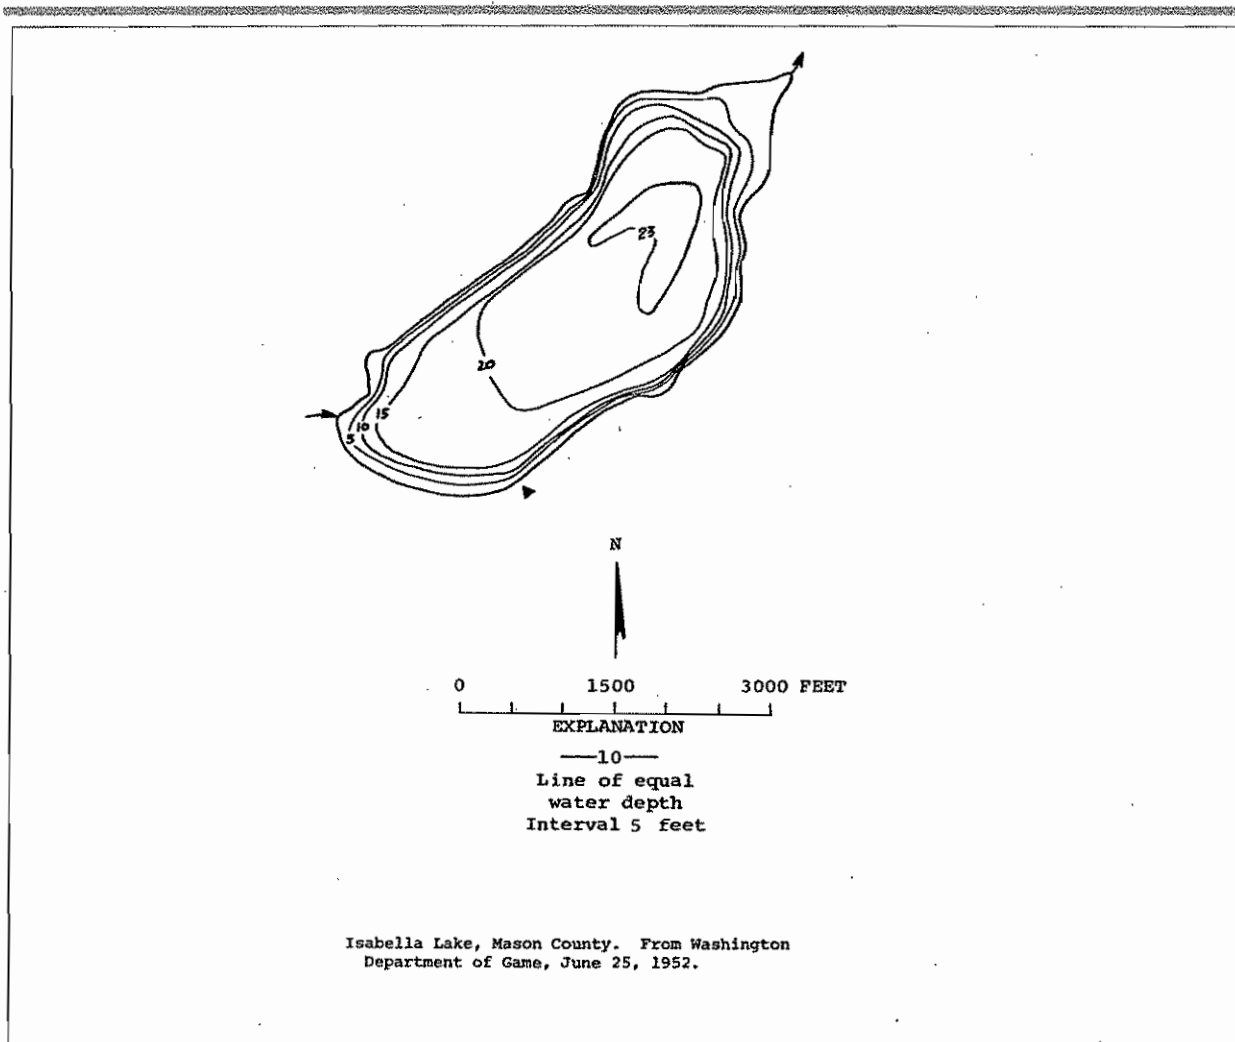 23
20
15
10
5
N
0 1500 3000 FEET
EXPLANATION
10
Line of equal
water depth
Interval 5 feet
Isabella Lake, Mason County. From Washington
Department of Game, June 25, 1952.